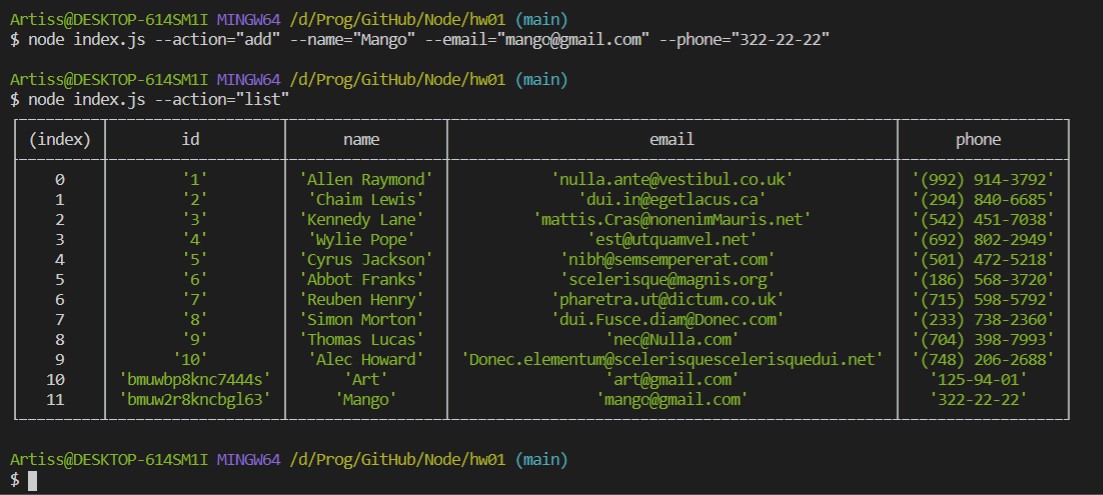 Artiss@DESKTOP-614SM1I MINGW64 /d/Prog/GitHub/Node/hw01 (main)
$ node index.js --action="add" --name="Mango" --email="mango@gmail.com" --phone="322-22-22"
Artiss@DESKTOP-614SM1I MINGW64 /d/Prog/GitHub/Node/hw01 (main)
$ node index.js --action="list"
(index) id name email phone
0 '1' 'Allen Raymond' 'nulla.ante@vestibul.co.uk' '(992) 914-3792'
1 '2' 'Chaim Lewis' 'dui.in@egetlacus.ca' '(294) 840-6685'
2 '3' 'Kennedy Lane' 'mattis.Cras@nonenimMauris.net' '(542) 451-7038'
3 '4' 'Wylie Pope' 'est@utquamvel.net' '(692) 802-2949'
4 '5' 'Cyrus Jackson' 'nibh@semsempererat.com' '(501) 472-5218'
5 '6' 'Abbot Franks' 'scelerisque@magnis.org' '(186) 568-3720'
6 '7' 'Reuben Henry' 'pharetra.ut@dictum.co.uk' '(715) 598-5792'
7 '8' 'Simon Morton' 'dui.Fusce.diam@Donec.com' '(233) 738-2360'
8 '9' 'Thomas Lucas' 'nec@Nulla.com' '(704) 398-7993'
9 '10' 'Alec Howard' 'Donec.elementum@scelerisquescelerisquedui.net' '(748) 206-2688'
10 'bmuwbp8knc7444s' 'Art' 'art@gmail.com' '125-94-01'
11 'bmuw2r8kncbgl63' 'Mango' 'mango@gmail.com' '322-22-22'
Artiss@DESKTOP-614SM1I MINGW64 /d/Prog/GitHub/Node/hw01 (main)
$